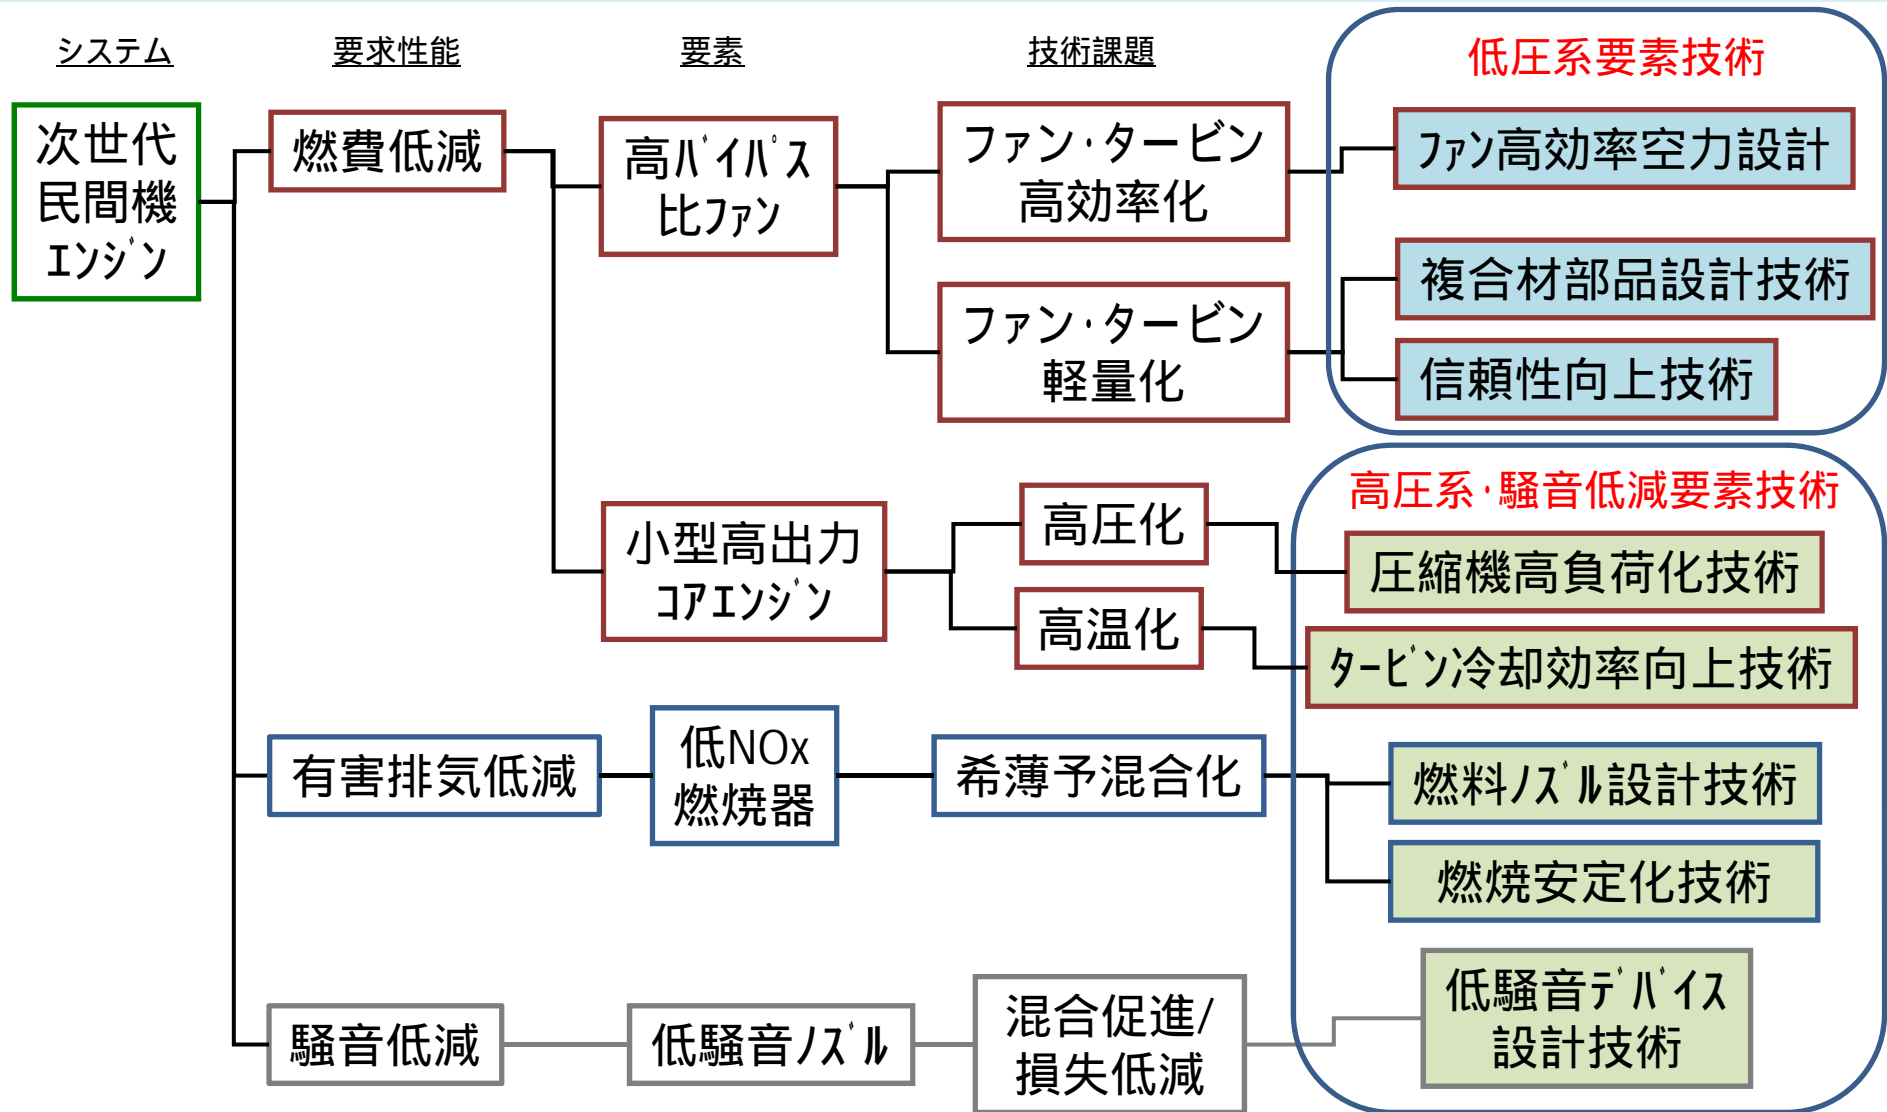 システム
要求性能
要素
技術課題
低圧系要素技術
次世代
民間機
ｴﾝｼﾞﾝ
燃費低減
高ﾊﾞｲﾊﾟｽ
比ﾌｧﾝ
ファン・タービン
高効率化
ﾌｧﾝ高効率空力設計
ファン・タービン
軽量化
複合材部品設計技術
信頼性向上技術
高圧系・騒音低減要素技術
小型高出力
ｺｱｴﾝｼﾞﾝ
高圧化
圧縮機高負荷化技術
高温化
ﾀｰﾋﾞﾝ冷却効率向上技術
有害排気低減
低NOx
燃焼器
希薄予混合化
燃料ﾉｽﾞﾙ設計技術
燃焼安定化技術
騒音低減
低騒音ﾉｽﾞﾙ
混合促進/
損失低減
低騒音ﾃﾞﾊﾞｲｽ
設計技術